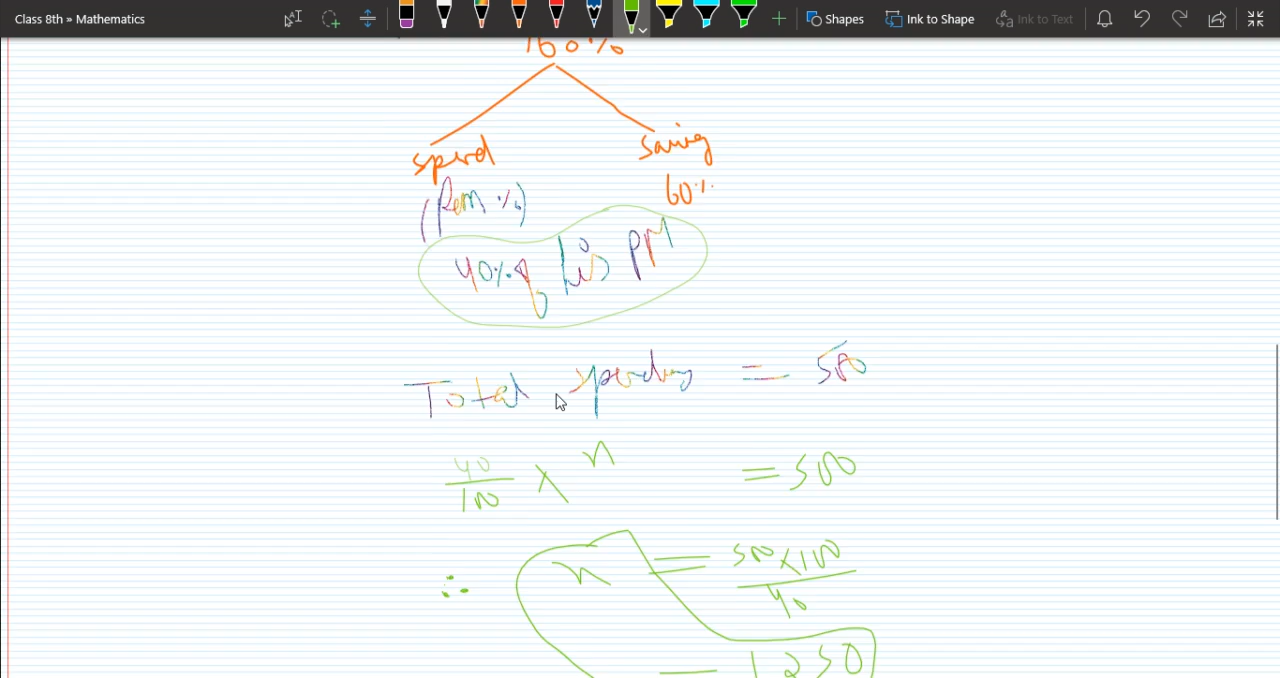 Class 8th » Mathematics
Shapes Ink to Shape Ink to Text
100%
spend saving
(Rem %) 60%
40% of his PM
Total spending = 500
40/100 × n = 500
∴ n = 500×100/40
= 1250